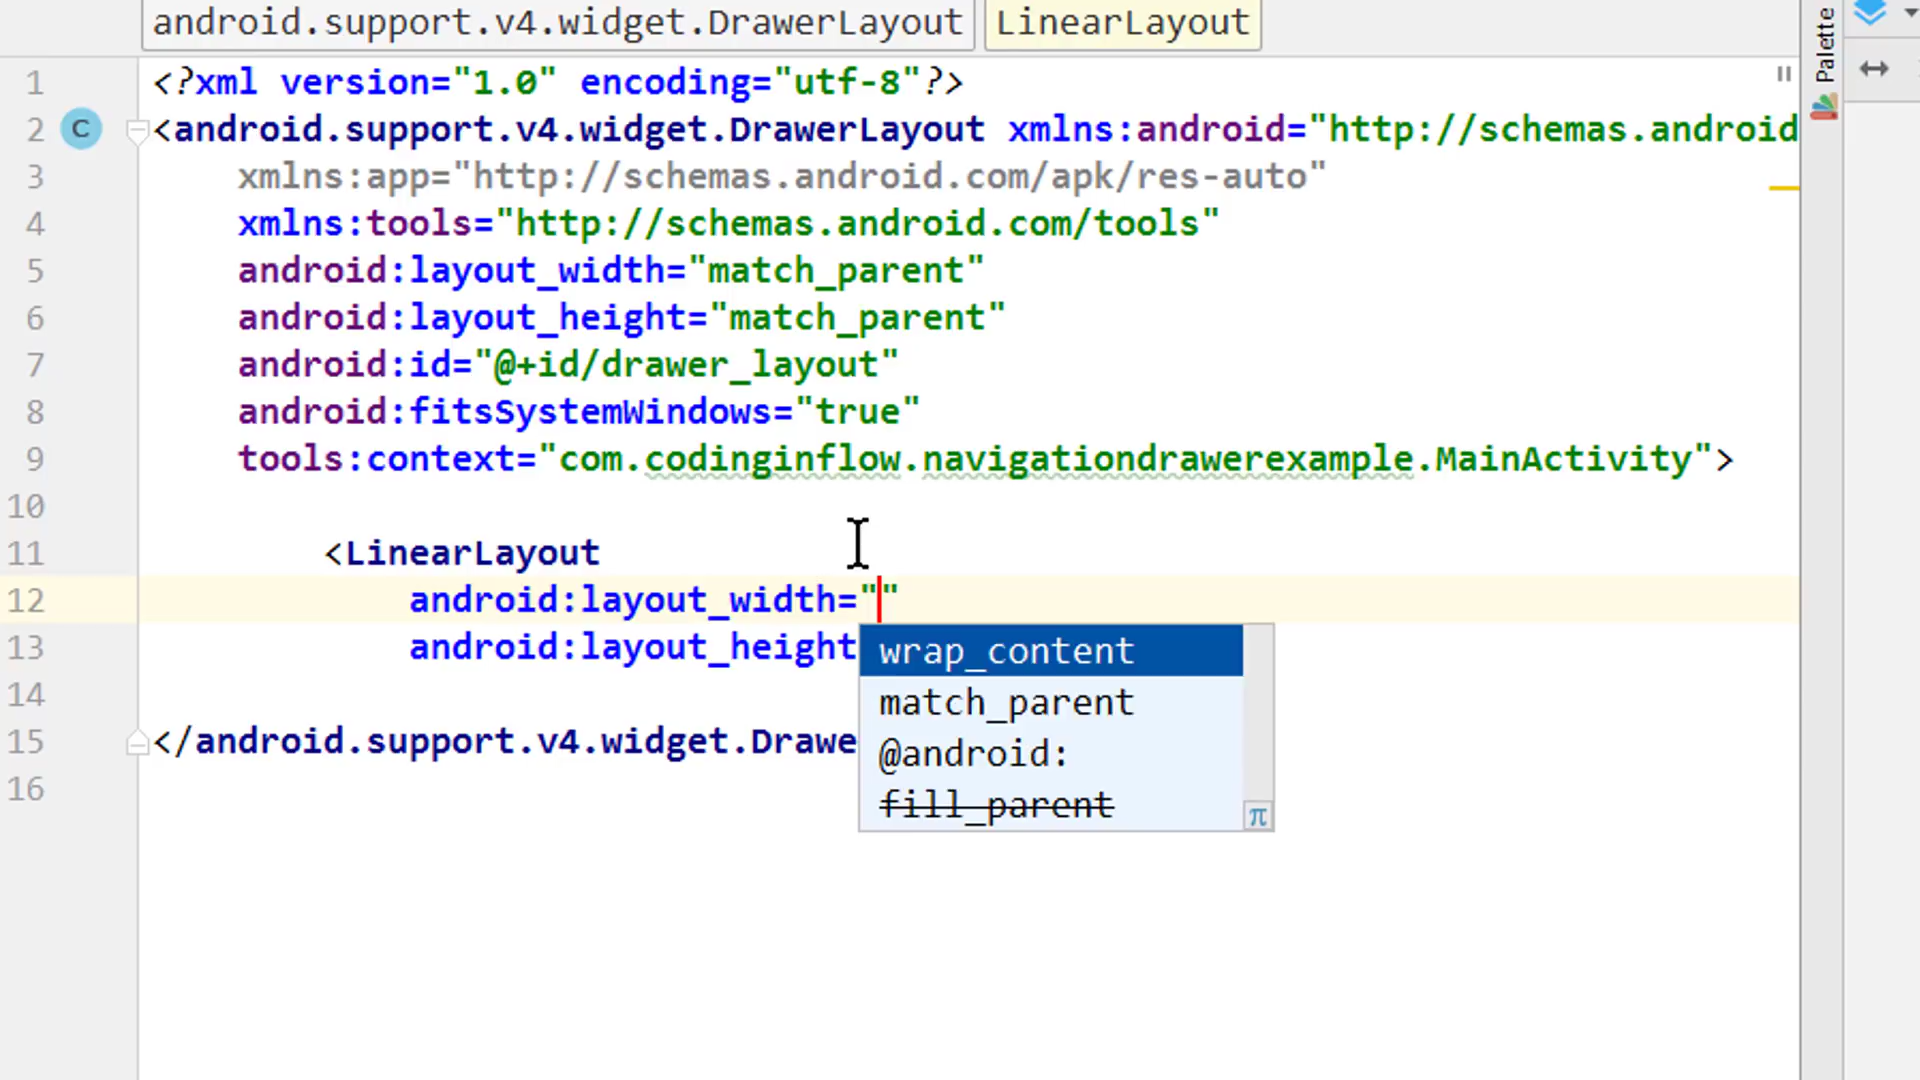 android.support.v4.widget.DrawerLayout LinearLayout
Palette
1 <?xml version="1.0" encoding="utf-8"?>
2 C <android.support.v4.widget.DrawerLayout xmlns:android="http://schemas.android
3 xmlns:app="http://schemas.android.com/apk/res-auto"
4 xmlns:tools="http://schemas.android.com/tools"
5 android:layout_width="match_parent"
6 android:layout_height="match_parent"
7 android:id="@+id/drawer_layout"
8 android:fitsSystemWindows="true"
9 tools:context="com.codinginflow.navigationdrawerexample.MainActivity">
10
11 <LinearLayout
12 android:layout_width=""
13 android:layout_height
14
15 </android.support.v4.widget.Drawe
16
wrap_content
match_parent
@android:
fill_parent
π